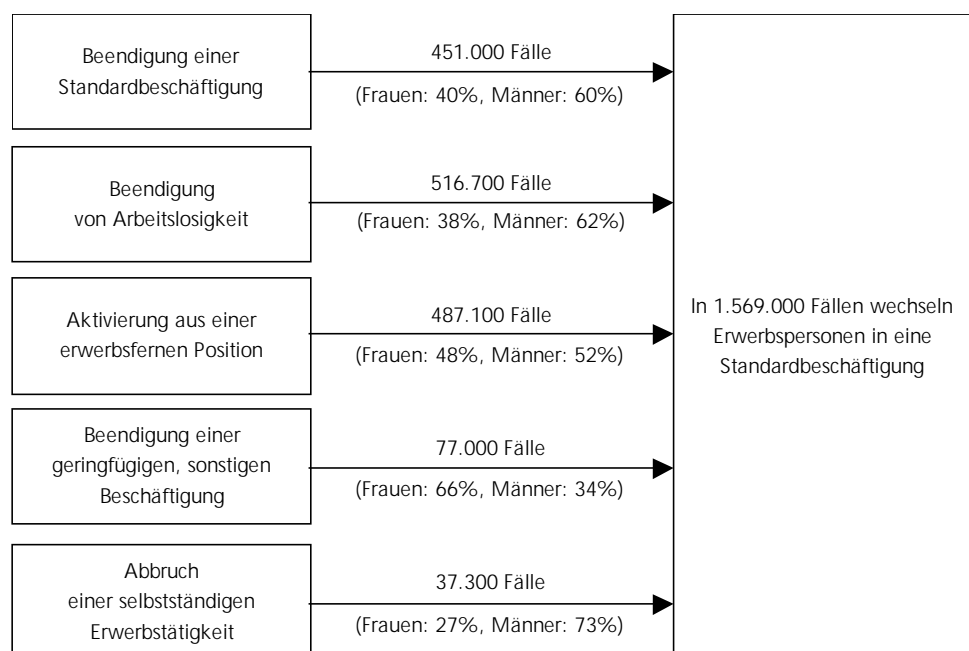 Beendigung einer
Standardbeschäftigung
451.000 Fälle
(Frauen: 40%, Männer: 60%)
Beendigung
von Arbeitslosigkeit
516.700 Fälle
(Frauen: 38%, Männer: 62%)
Aktivierung aus einer
erwerbsfernen Position
487.100 Fälle
(Frauen: 48%, Männer: 52%)
In 1.569.000 Fällen wechseln
Erwerbspersonen in eine
Standardbeschäftigung
Beendigung einer
geringfügigen, sonstigen
Beschäftigung
77.000 Fälle
(Frauen: 66%, Männer: 34%)
Abbruch
einer selbstständigen
Erwerbstätigkeit
37.300 Fälle
(Frauen: 27%, Männer: 73%)